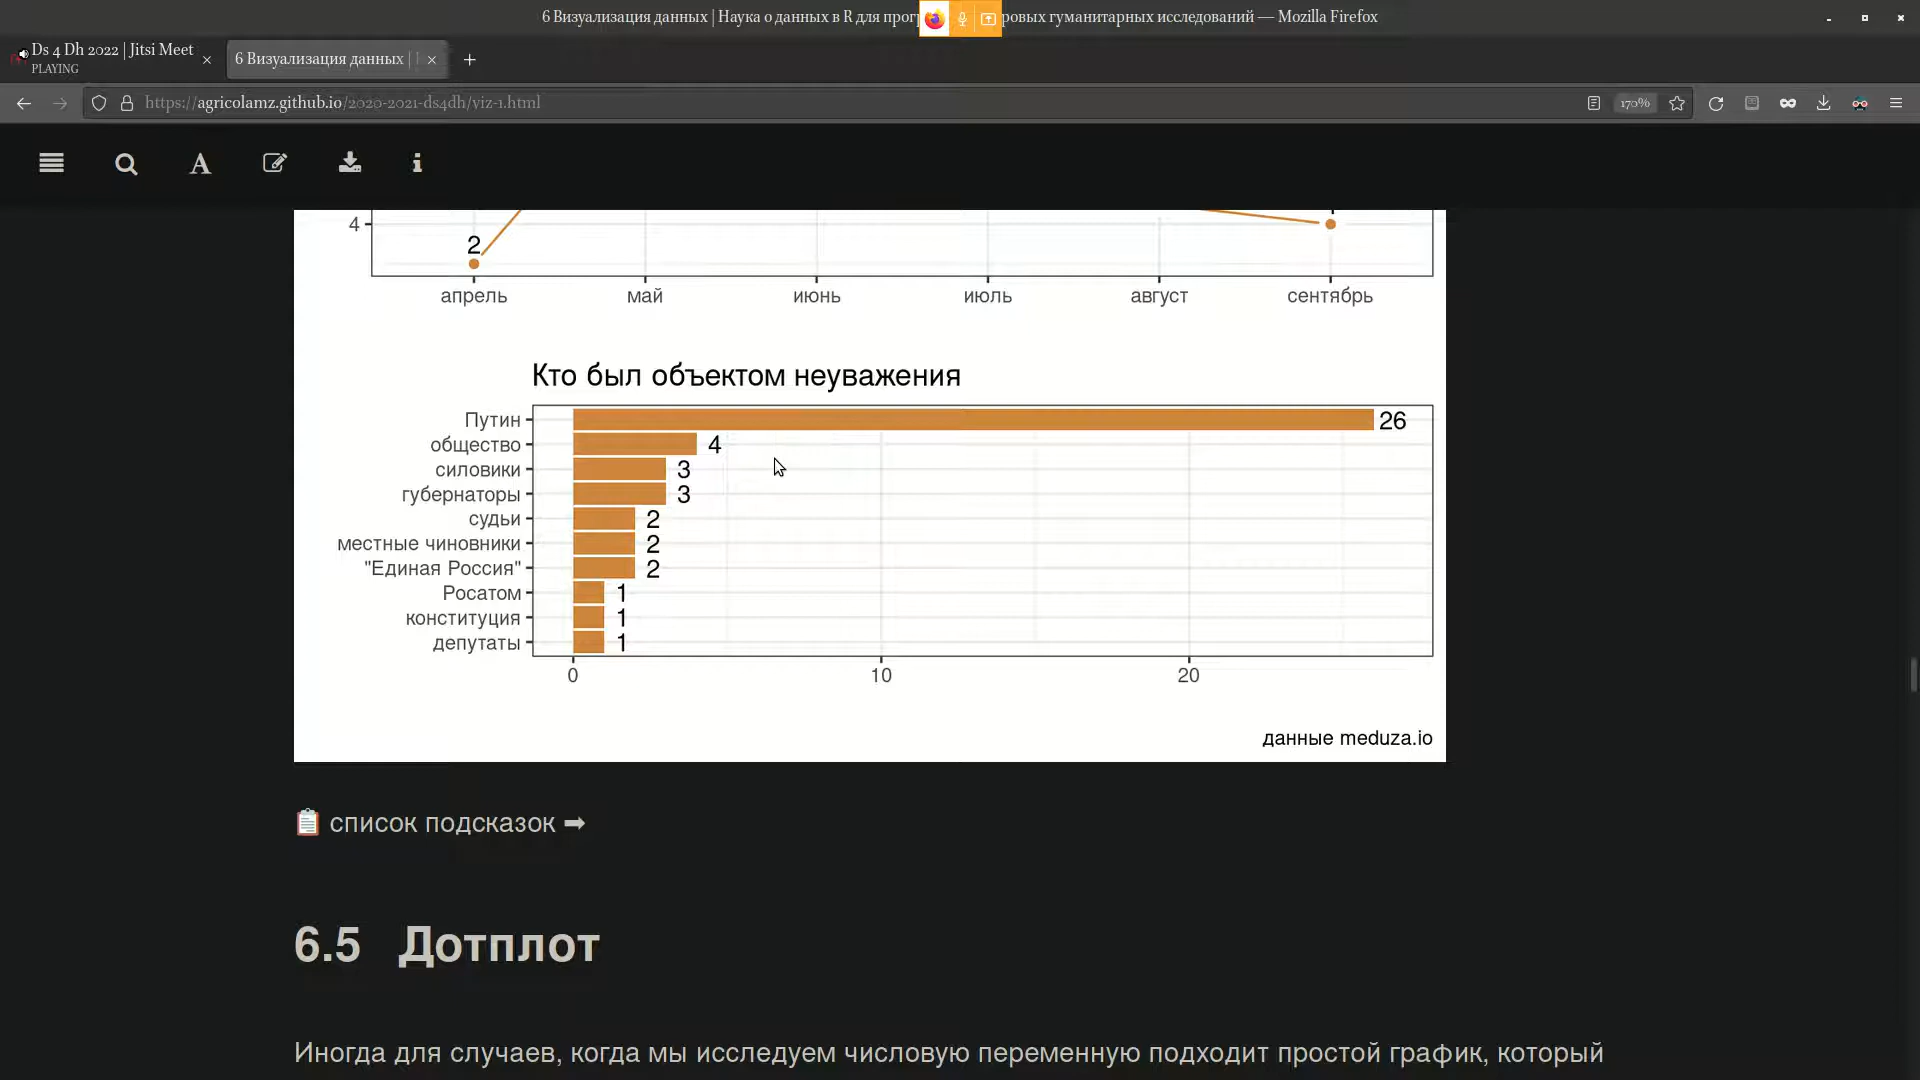 6 Визуализация данных | Наука о данных в R для прог ровых гуманитарных исследований — Mozilla Firefox
Ds 4 Dh 2022 | Jitsi Meet
PLAYING
6 Визуализация данных |
https://agricolamz.github.io/2020-2021-ds4dh/viz-1.html
170%
4
2
апрель май июнь июль август сентябрь
Кто был объектом неуважения
Путин 26
общество 4
силовики 3
губернаторы 3
судьи 2
местные чиновники 2
"Единая Россия" 2
Росатом 1
конституция 1
депутаты 1
0 10 20
данные meduza.io
📋 список подсказок ➡
6.5 Дотплот
Иногда для случаев, когда мы исследуем числовую переменную подходит простой график, который